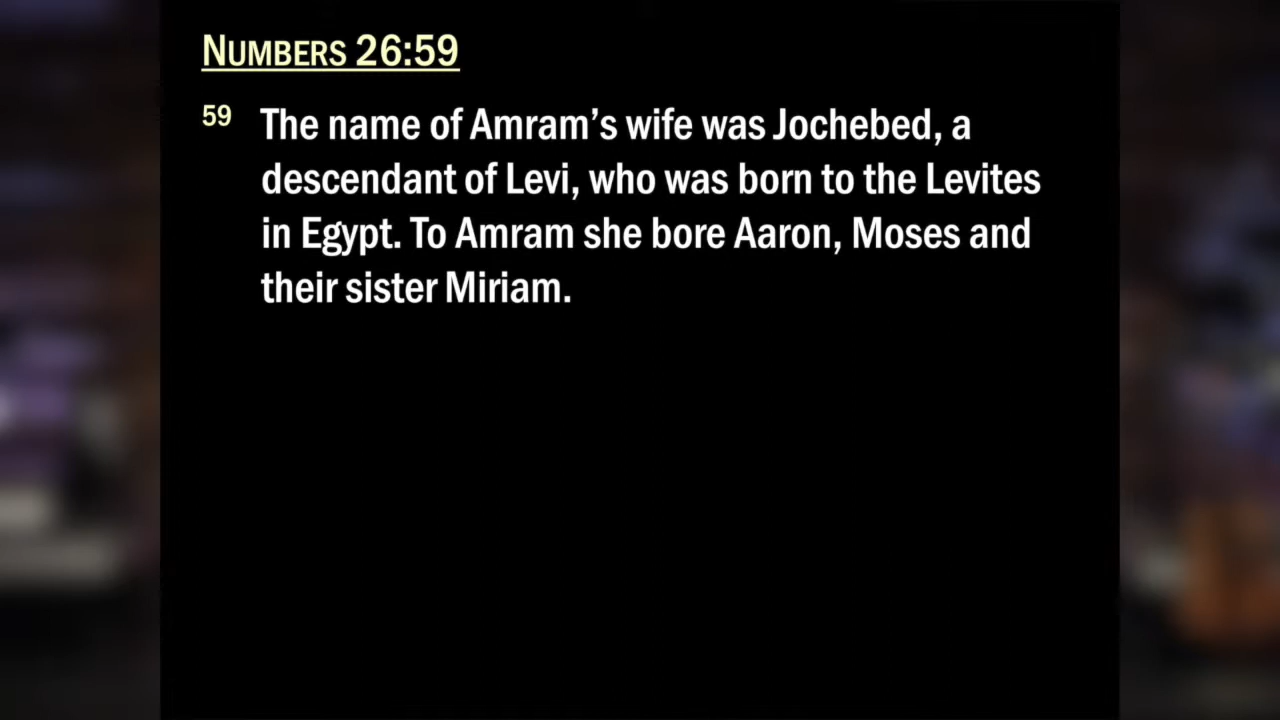 NUMBERS 26:59
59 The name of Amram’s wife was Jochebed, a
descendant of Levi, who was born to the Levites
in Egypt. To Amram she bore Aaron, Moses and
their sister Miriam.